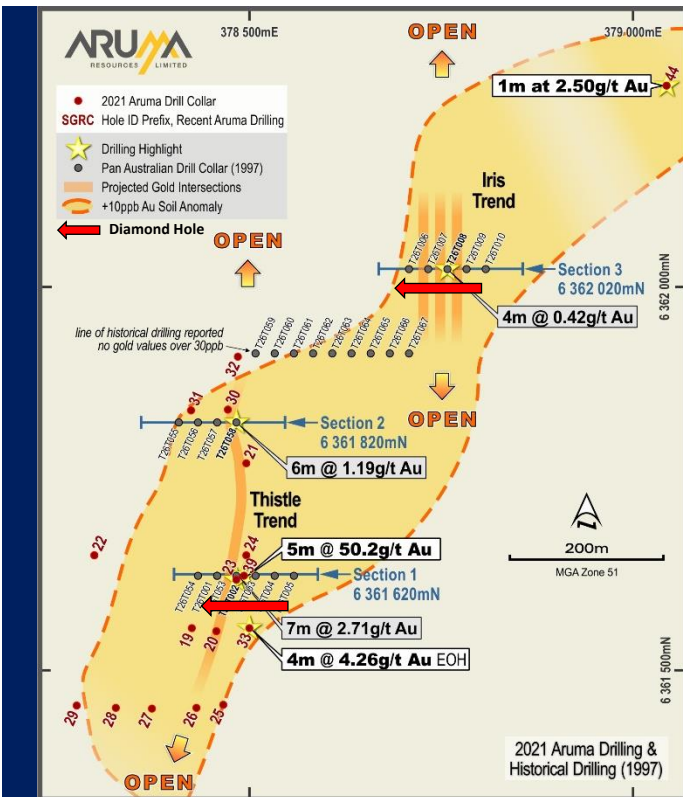 ARUMA
RESOURCES LIMITED
2021 Aruma Drill Collar
SGRC Hole ID Prefix, Recent Aruma Drilling
Drilling Highlight
Pan Australian Drill Collar (1997)
Projected Gold Intersections
+10ppb Au Soil Anomaly
Diamond Hole
378 500mE
379 000mE
OPEN
44
1m at 2.50g/t Au
Iris
Trend
OPEN
T26T006
T26T007
T26T008
T26T009
T26T010
Section 3
6 362 020mN
6 362 000mN
4m @ 0.42g/t Au
T26T059
T26T060
T26T061
T26T062
T26T063
T26T064
T26T065
T26T066
T26T067
line of historical drilling reported
no gold values over 30ppb
32
31
30
OPEN
Section 2
6 361 820mN
T26T055
T26T056
T26T057
T26T058
21
6m @ 1.19g/t Au
Thistle
Trend
22
24
5m @ 50.2g/t Au
23
39
200m
MGA Zone 51
Section 1
6 361 620mN
T26T054
T26T001
T26T053
T26T002
7m @ 2.71g/t Au
19
20
33
4m @ 4.26g/t Au EOH
6 361 500mN
29
28
27
26
25
OPEN
2021 Aruma Drilling &
Historical Drilling (1997)